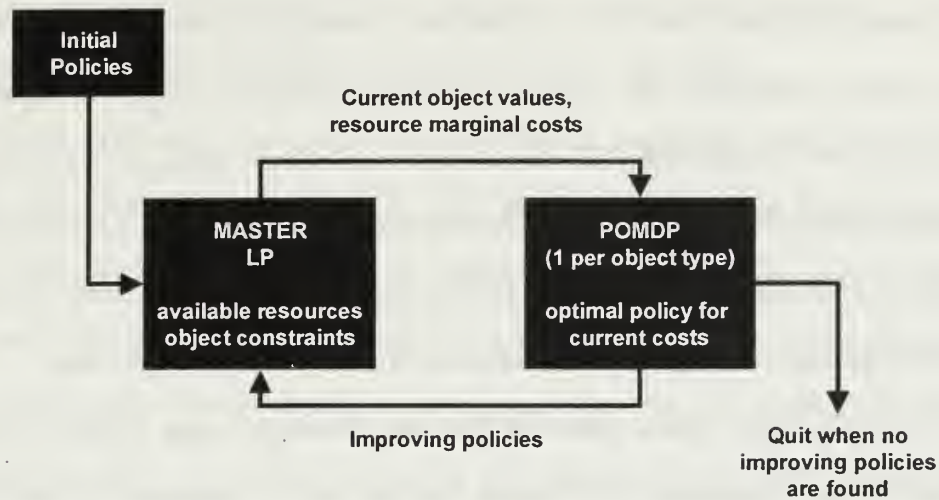 Initial
Policies
Current object values,
resource marginal costs
MASTER
LP
available resources
object constraints
POMDP
(1 per object type)
optimal policy for
current costs
Improving policies
Quit when no
improving policies
are found